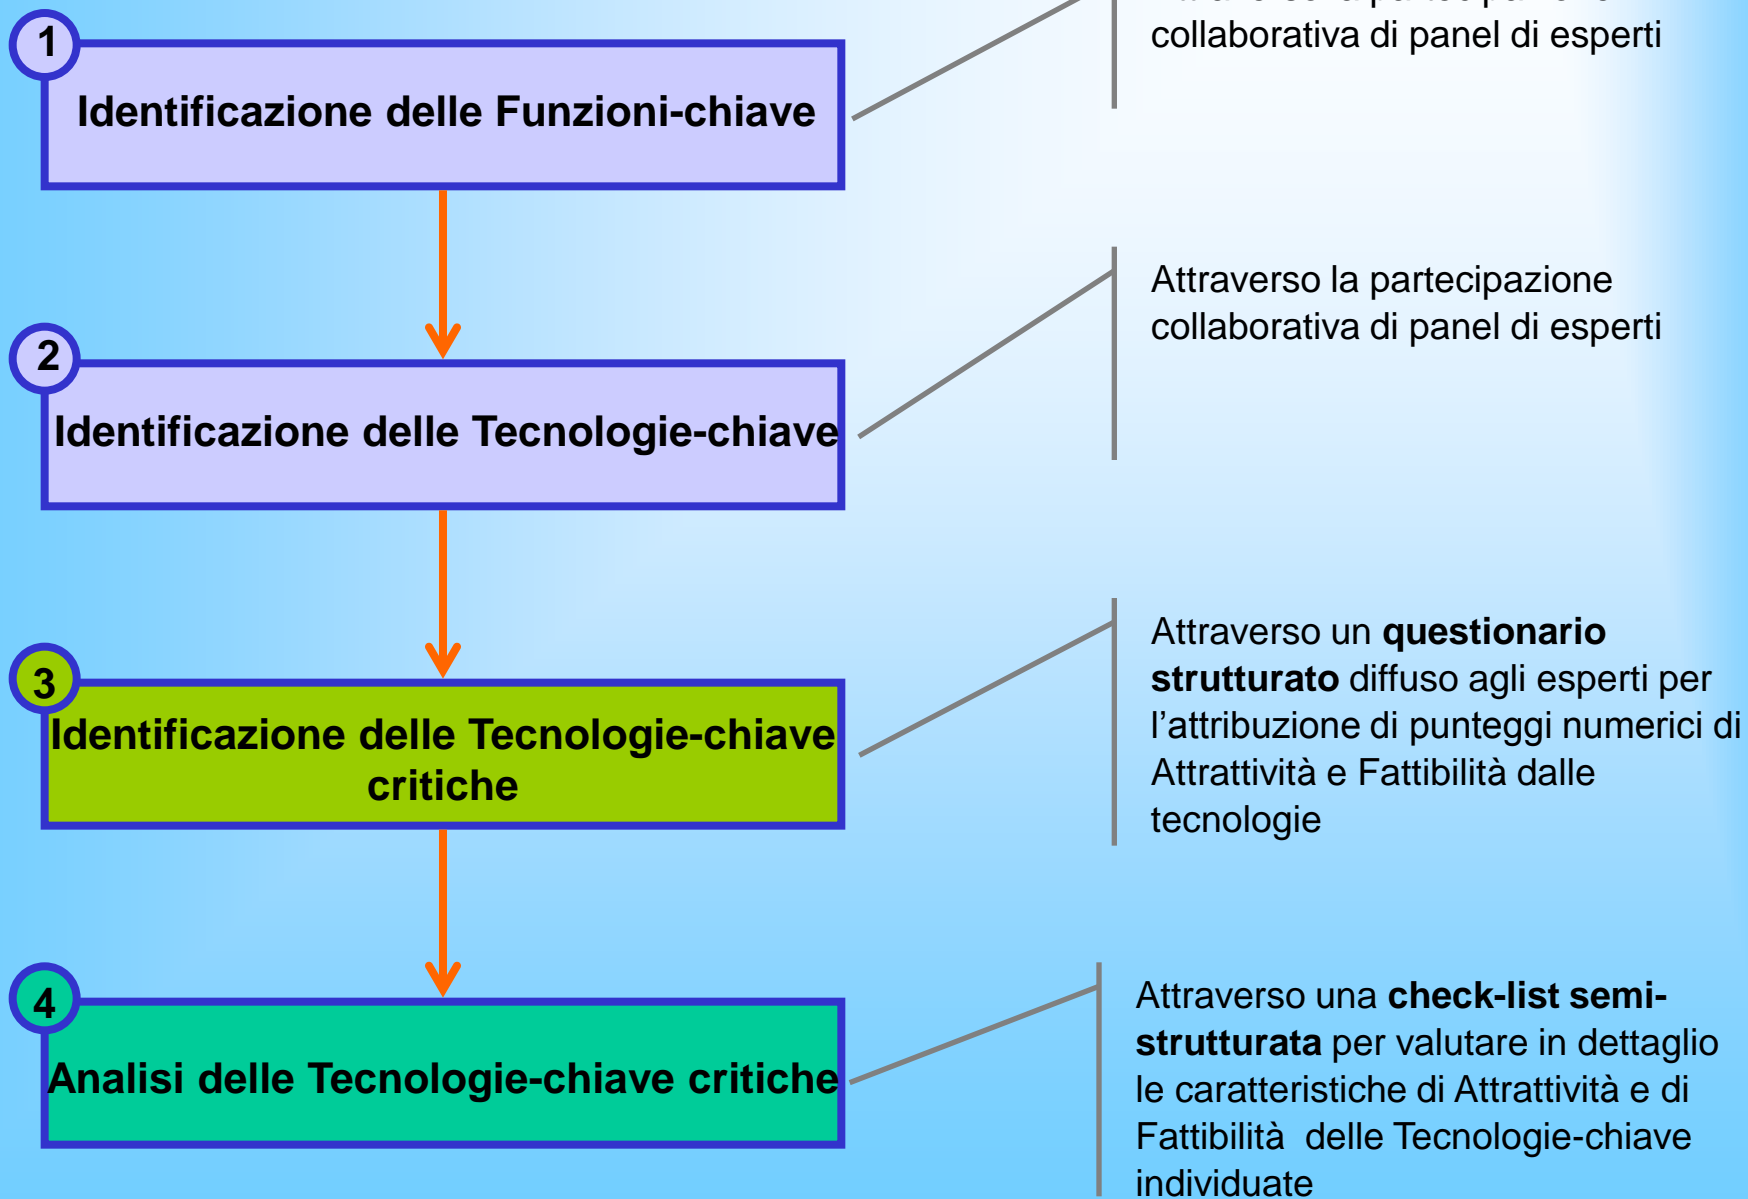 1
Identificazione delle Funzioni-chiave
collaborativa di panel di esperti
2
Identificazione delle Tecnologie-chiave
Attraverso la partecipazione
collaborativa di panel di esperti
3
Identificazione delle Tecnologie-chiave
critiche
Attraverso un questionario
strutturato diffuso agli esperti per
l’attribuzione di punteggi numerici di
Attrattività e Fattibilità dalle
tecnologie
4
Analisi delle Tecnologie-chiave critiche
Attraverso una check-list semi-
strutturata per valutare in dettaglio
le caratteristiche di Attrattività e di
Fattibilità delle Tecnologie-chiave
individuate